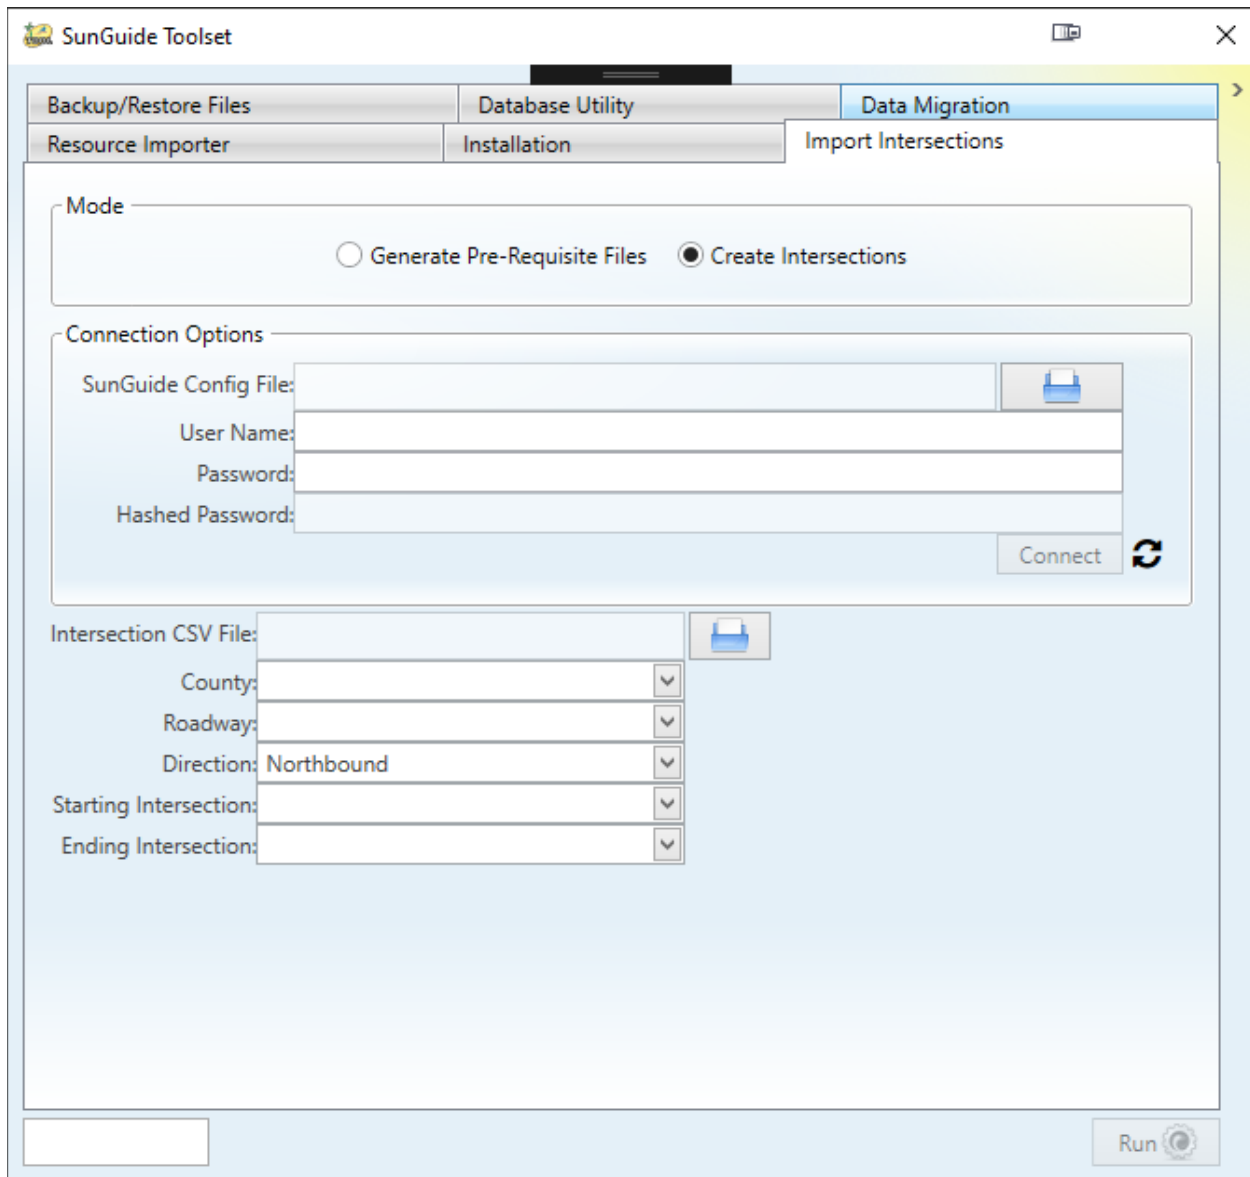 SunGuide Toolset
Backup/Restore Files Database Utility Data Migration
Resource Importer Installation Import Intersections
Mode
Generate Pre-Requisite Files Create Intersections
Connection Options
SunGuide Config File:
User Name:
Password:
Hashed Password:
Connect
Intersection CSV File:
County:
Roadway:
Direction: Northbound
Starting Intersection:
Ending Intersection:
Run